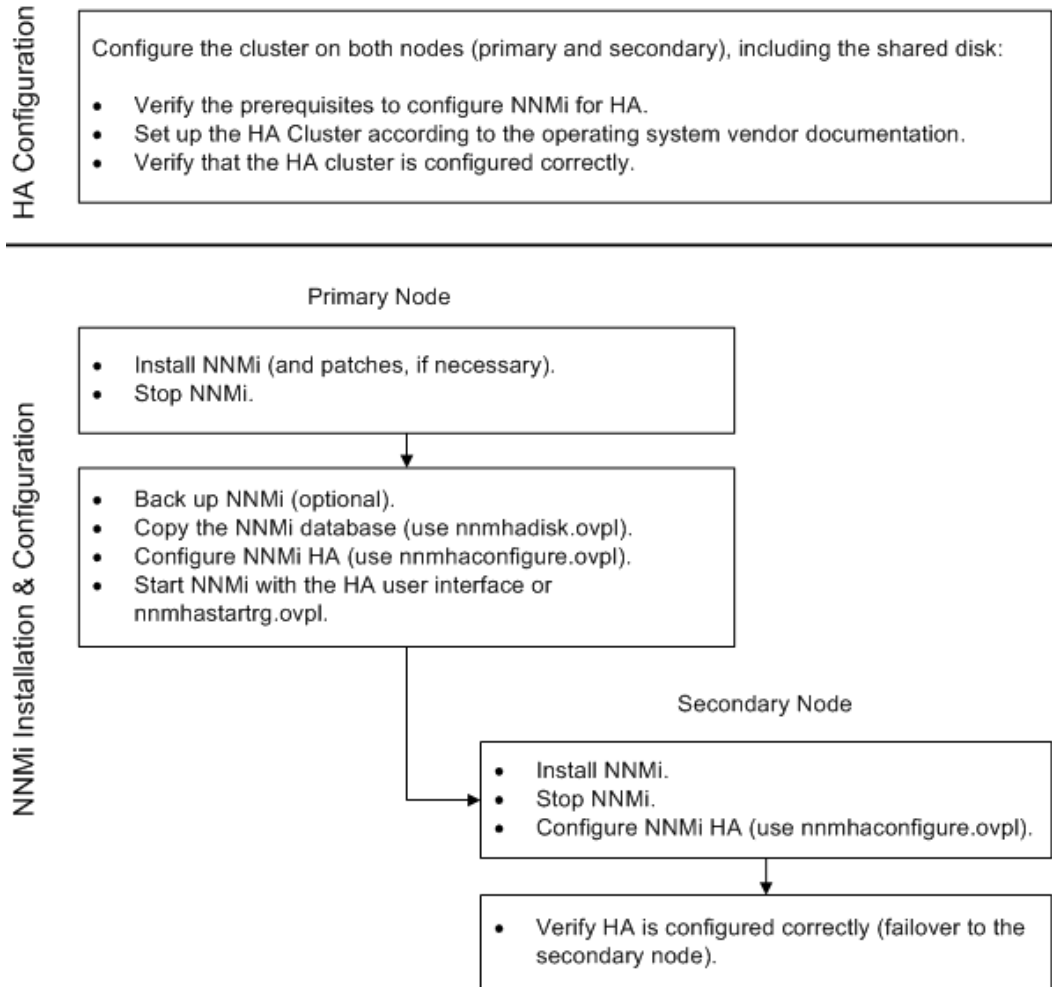 HA Configuration
Configure the cluster on both nodes (primary and secondary), including the shared disk:
• Verify the prerequisites to configure NNMi for HA.
• Set up the HA Cluster according to the operating system vendor documentation.
• Verify that the HA cluster is configured correctly.
NNMi Installation & Configuration
Primary Node
• Install NNMi (and patches, if necessary).
• Stop NNMi.
• Back up NNMi (optional).
• Copy the NNMi database (use nnmhadisk.ovpl).
• Configure NNMi HA (use nnmhaconfigure.ovpl).
• Start NNMi with the HA user interface or
nnmhastartrg.ovpl.
Secondary Node
• Install NNMi.
• Stop NNMi.
• Configure NNMi HA (use nnmhaconfigure.ovpl).
• Verify HA is configured correctly (failover to the
secondary node).